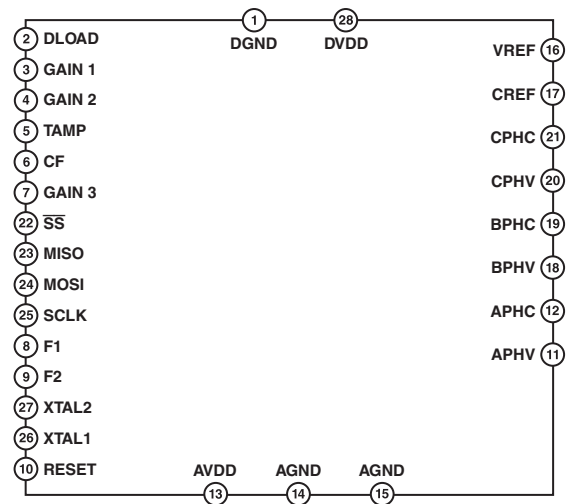 1 28
DGND DVDD
2 DLOAD
3 GAIN 1
4 GAIN 2
5 TAMP
6 CF
7 GAIN 3
22 S̅S̅
23 MISO
24 MOSI
25 SCLK
8 F1
9 F2
27 XTAL2
26 XTAL1
10 RESET
VREF 16
CREF 17
CPHC 21
CPHV 20
BPHC 19
BPHV 18
APHC 12
APHV 11
AVDD AGND AGND
13 14 15